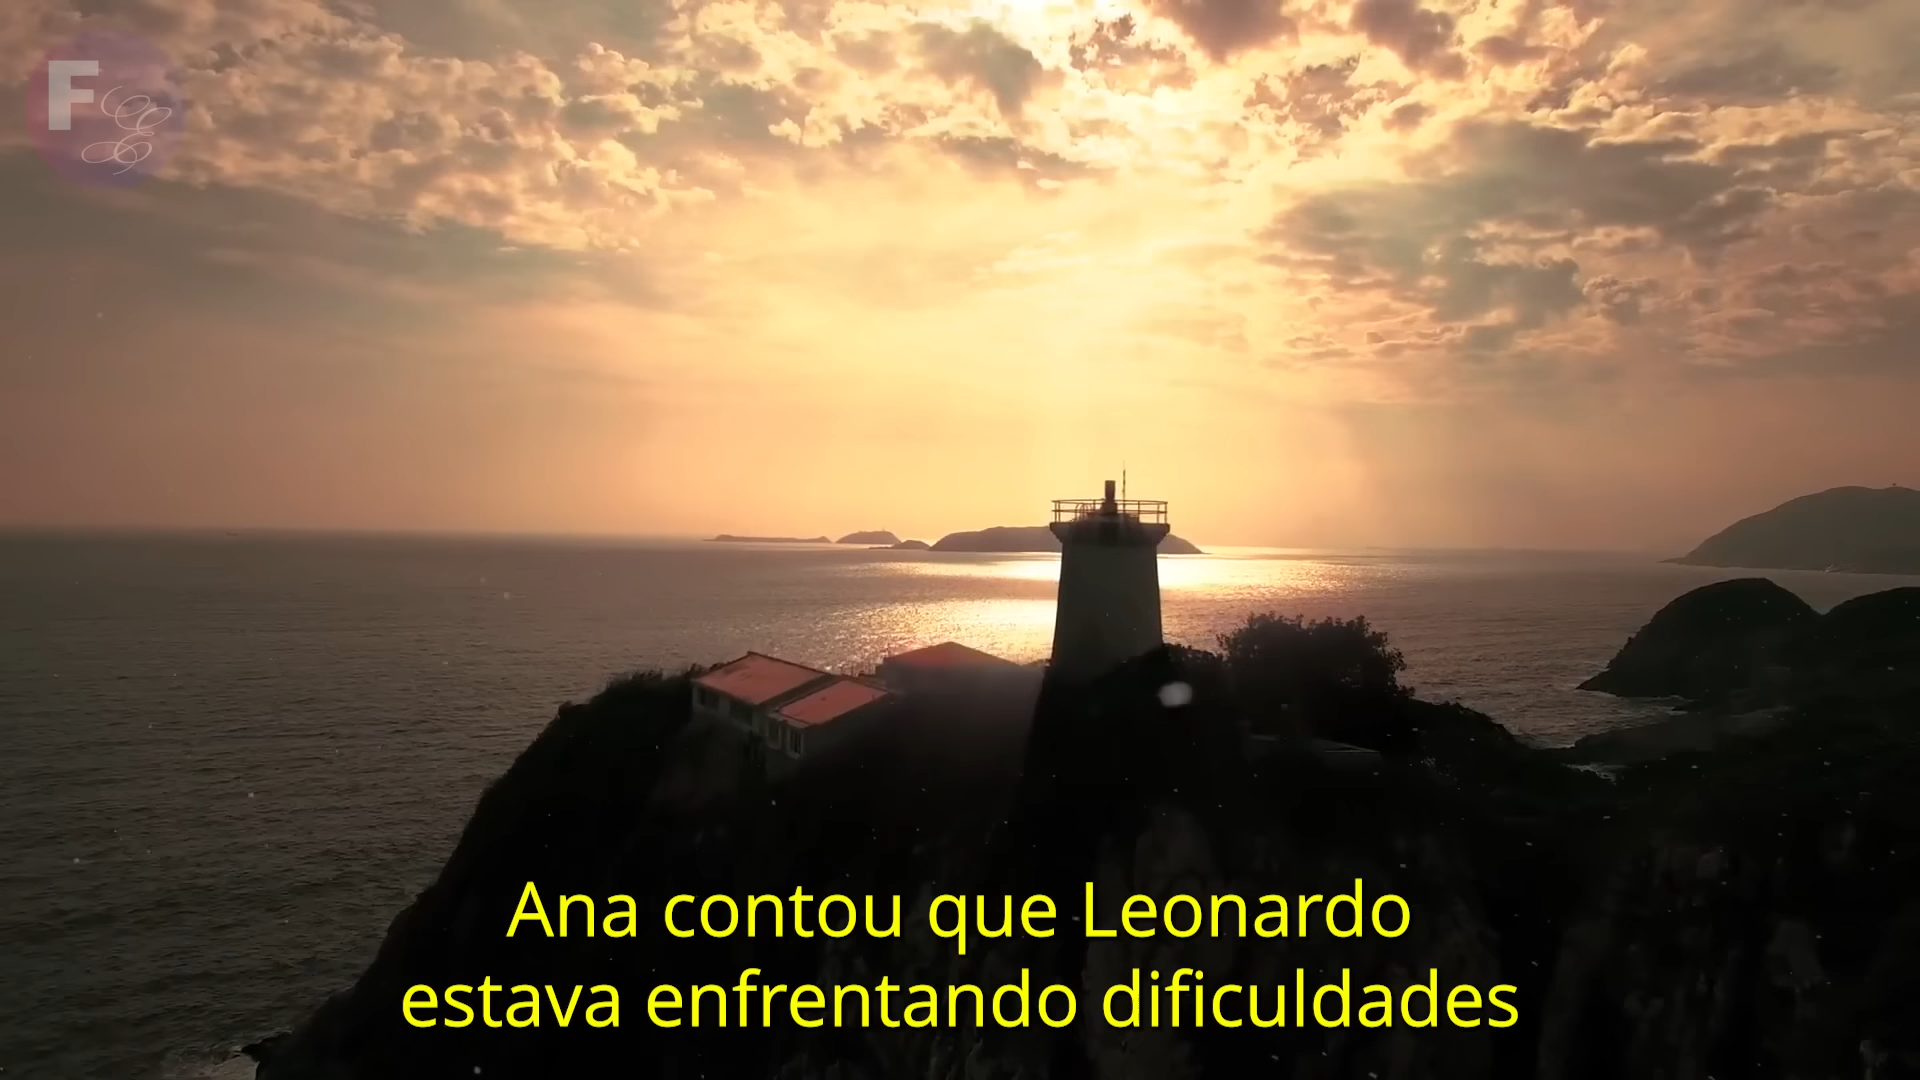 F
Ana contou que Leonardo
estava enfrentando dificuldades